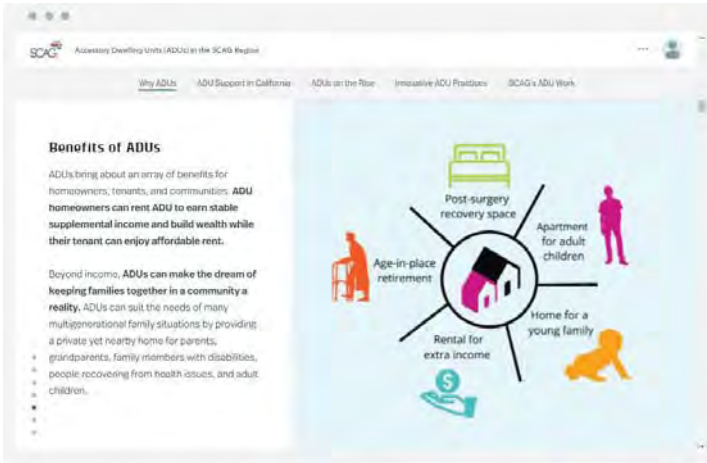 SCAG
Accessory Dwelling Units (ADUs) in the SCAG Region
Why ADUs
ADU Support in California
ADUs on the Rise
Innovative ADU Practices
SCAG's ADU Work
Benefits of ADUs
ADUs bring about an array of benefits for
homeowners, tenants, and communities. ADU
homeowners can rent ADU to earn stable
supplemental income and build wealth while
their tenant can enjoy affordable rent.
Beyond income, ADUs can make the dream of
keeping families together in a community a
reality. ADUs can suit the needs of many
multigenerational family situations by providing
a private yet nearby home for parents,
grandparents, family members with disabilities,
people recovering from health issues, and adult
children.
Post-surgery
recovery space
Apartment
for adult
children
Age-in-place
retirement
Home for a
young family
Rental for
extra income
$